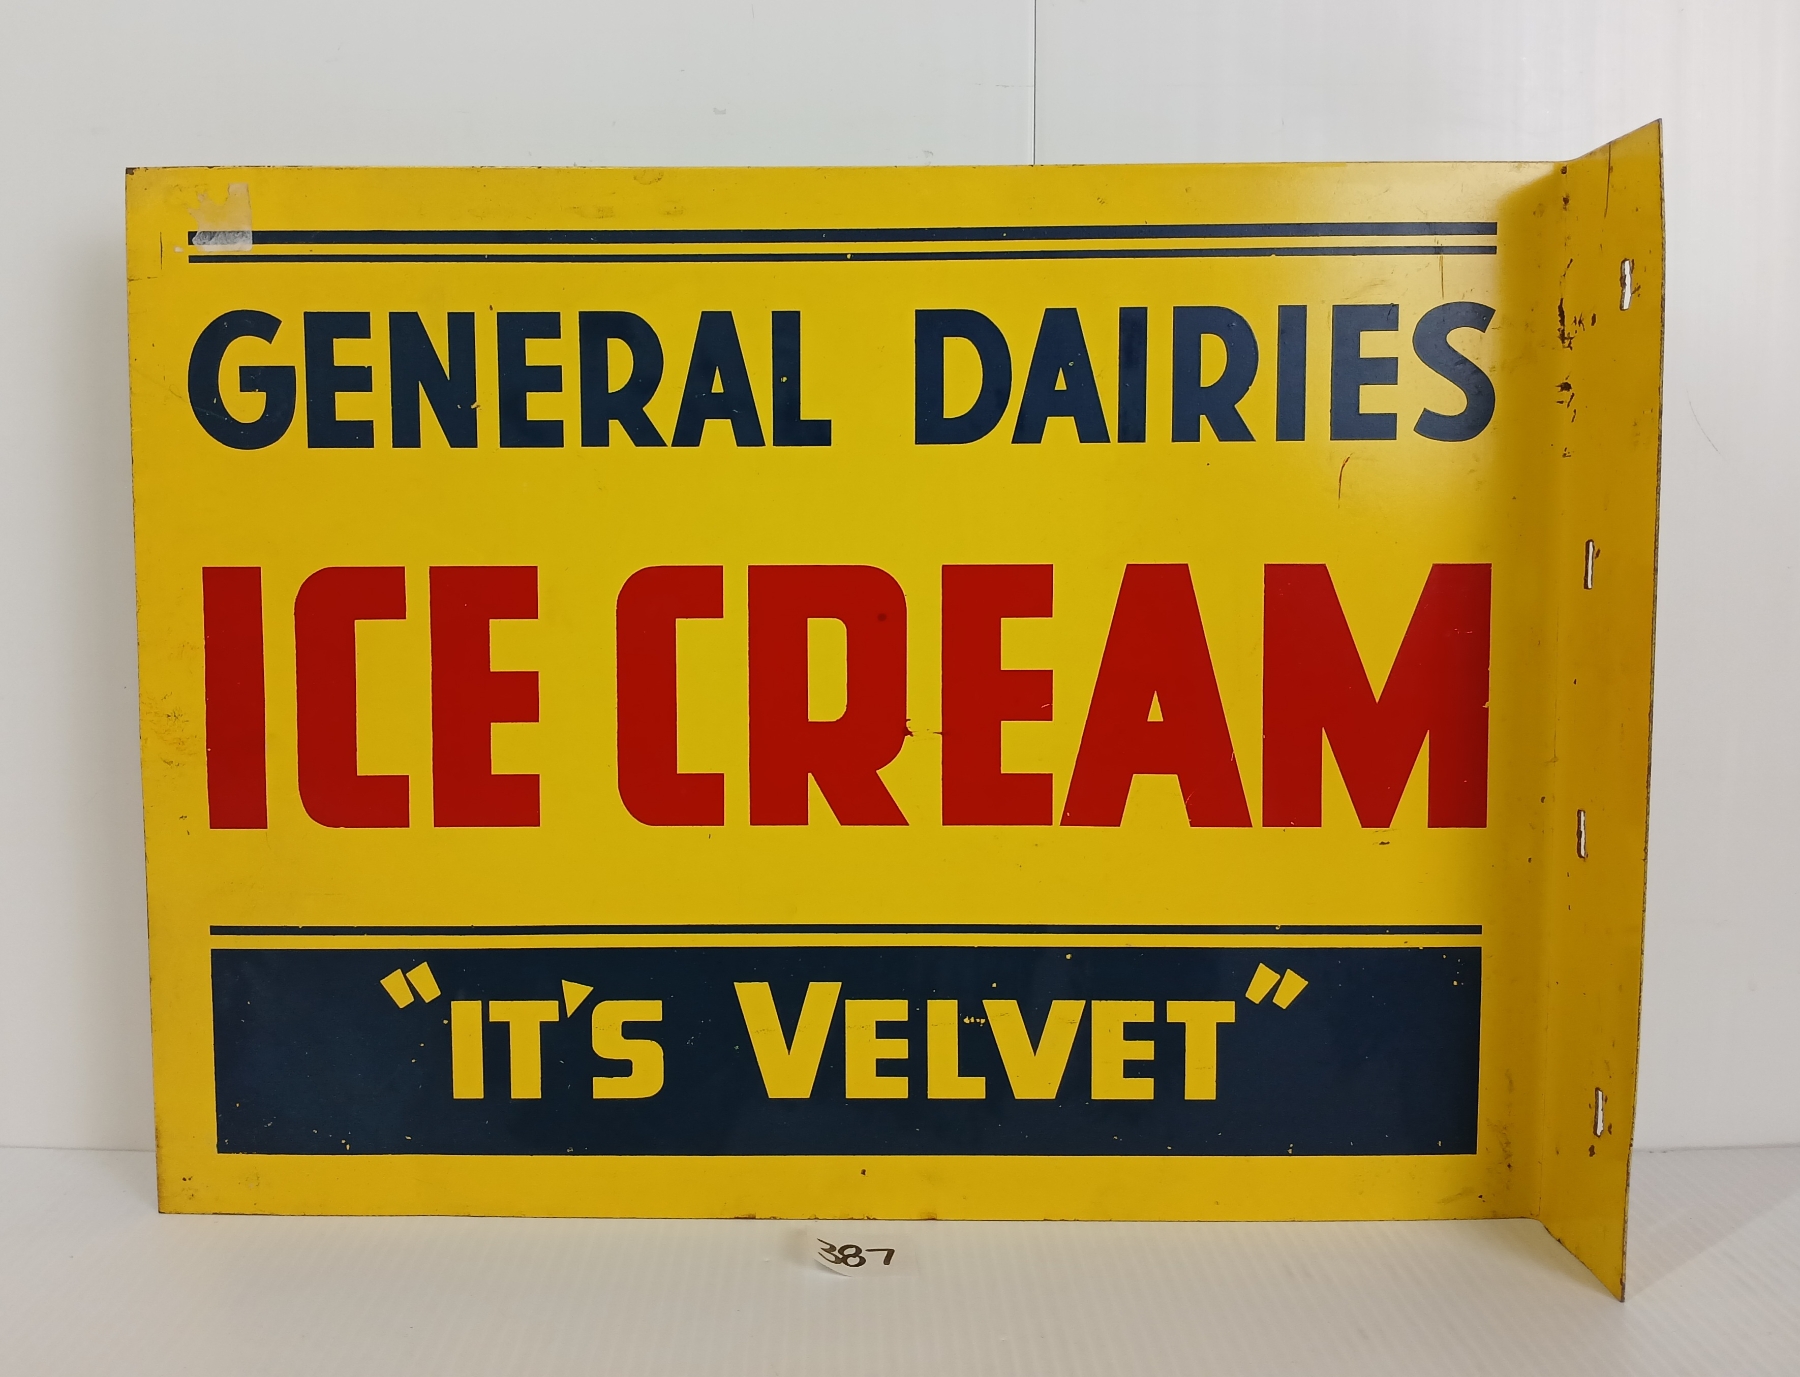 GENERAL DAIRIES
ICE CREAM
"IT'S VELVET"
387